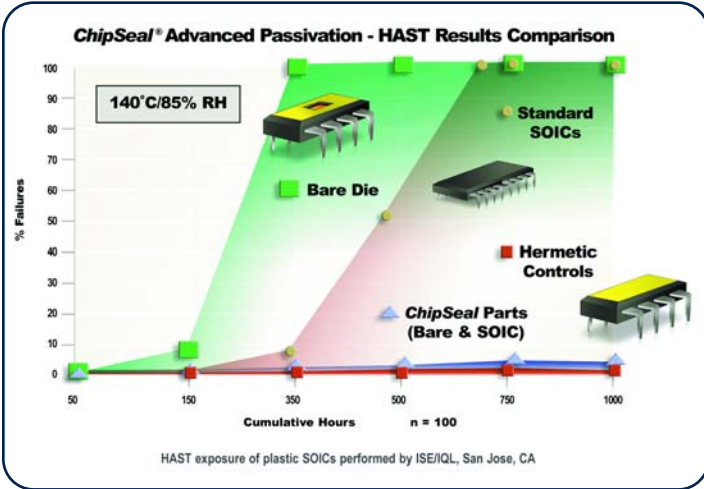 ChipSeal® Advanced Passivation - HAST Results Comparison
140°C/85% RH
% Failures
100
90
80
70
60
50
40
30
20
10
0
Standard
SOICs
Bare Die
Hermetic
Controls
ChipSeal Parts
(Bare & SOIC)
50
150
350
500
750
1000
Cumulative Hours n = 100
HAST exposure of plastic SOICs performed by ISE/IQL, San Jose, CA